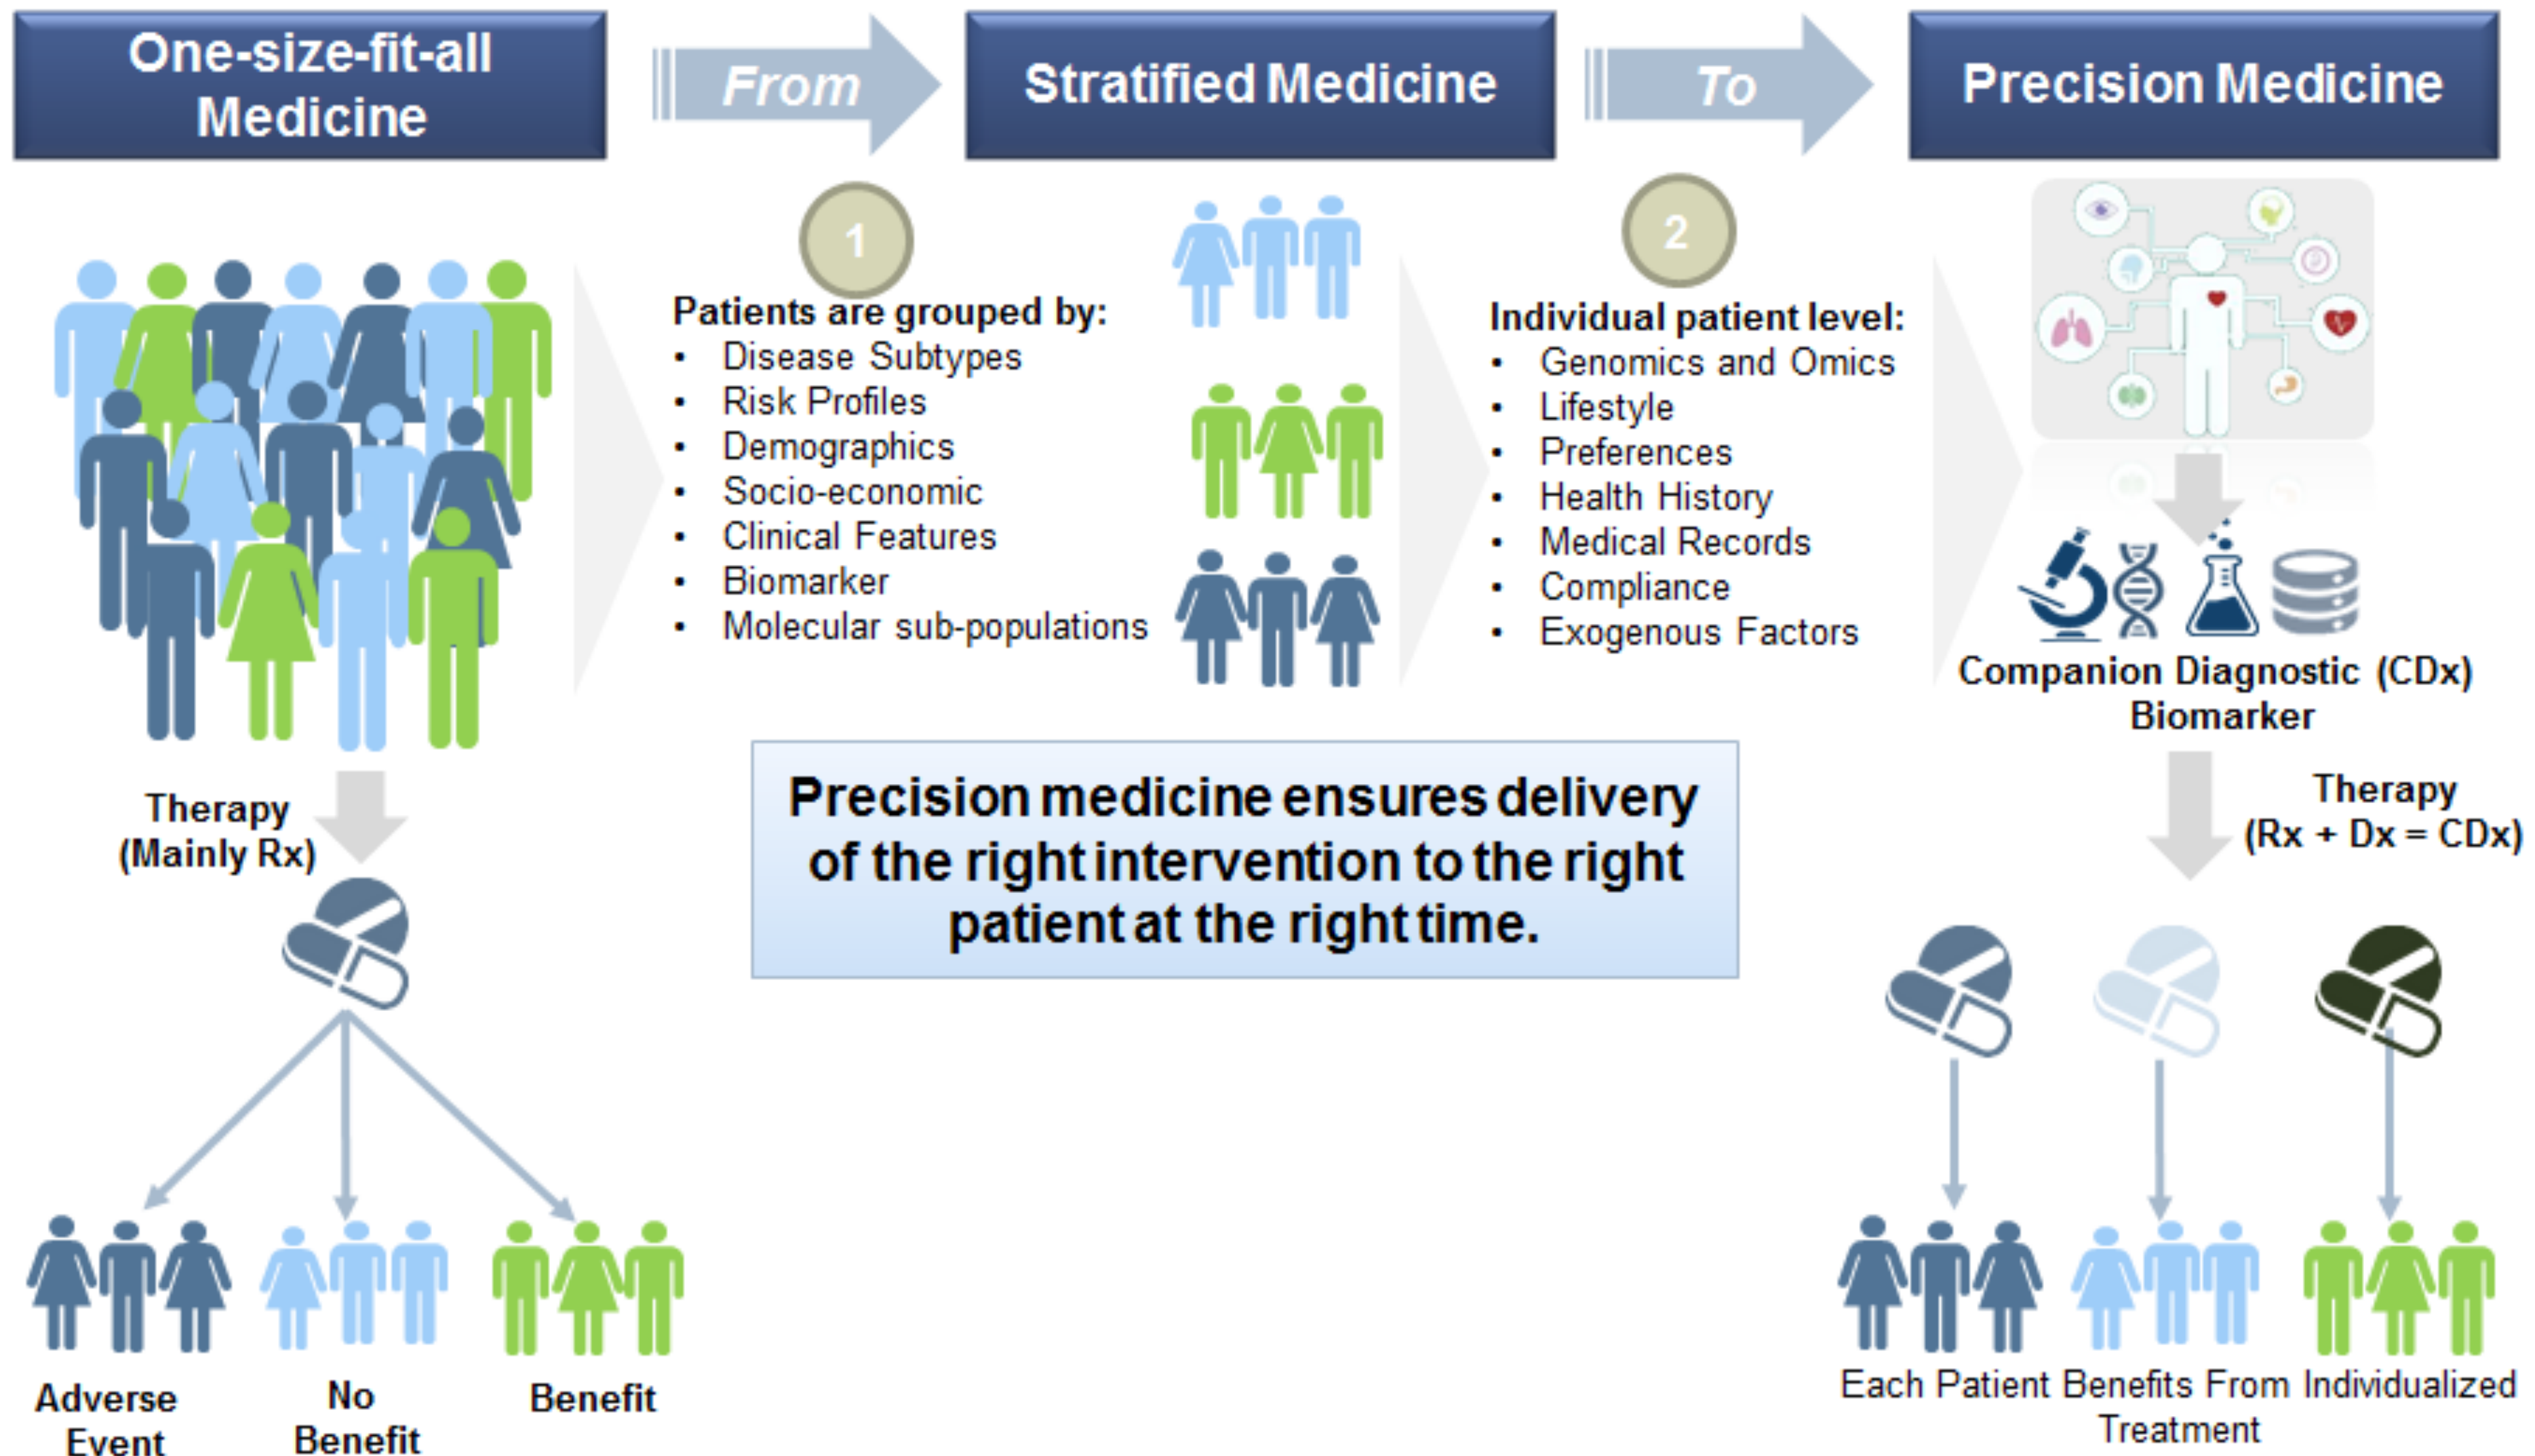 One-size-fit-all
Medicine
From
Stratified Medicine
To
Precision Medicine
1
Patients are grouped by:
• Disease Subtypes
• Risk Profiles
• Demographics
• Socio-economic
• Clinical Features
• Biomarker
• Molecular sub-populations
2
Individual patient level:
• Genomics and Omics
• Lifestyle
• Preferences
• Health History
• Medical Records
• Compliance
• Exogenous Factors
Companion Diagnostic (CDx)
Biomarker
Therapy
(Mainly Rx)
Precision medicine ensures delivery
of the right intervention to the right
patient at the right time.
Therapy
(Rx + Dx = CDx)
Adverse
Event
No
Benefit
Benefit
Each Patient Benefits From Individualized
Treatment